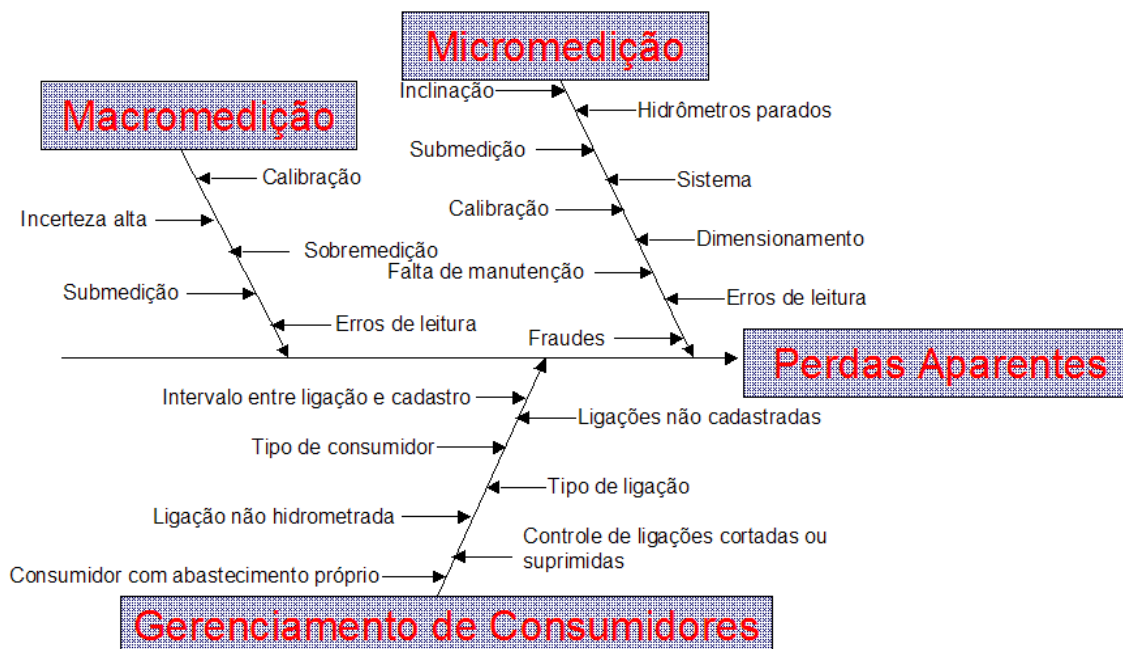 Micromedição
Inclinação
Hidrômetros parados
Submedição
Sistema
Calibração
Dimensionamento
Falta de manutenção
Erros de leitura
Fraudes
Macromedição
Calibração
Incerteza alta
Sobremedição
Submedição
Erros de leitura
Perdas Aparentes
Intervalo entre ligação e cadastro
Ligações não cadastradas
Tipo de consumidor
Tipo de ligação
Ligação não hidrometrada
Controle de ligações cortadas ou
suprimidas
Consumidor com abastecimento próprio
Gerenciamento de Consumidores